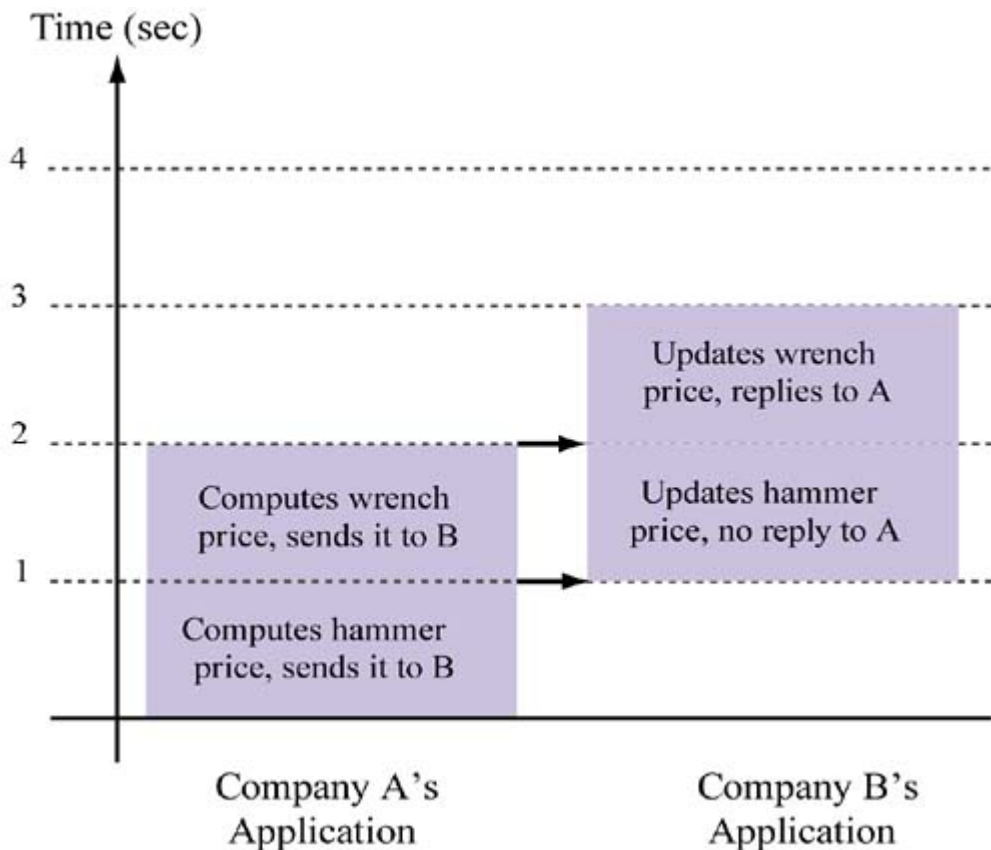 Time (sec)
4
3
2
1
Updates wrench
price, replies to A
Updates hammer
price, no reply to A
Computes wrench
price, sends it to B
Computes hammer
price, sends it to B
Company A's
Application
Company B's
Application